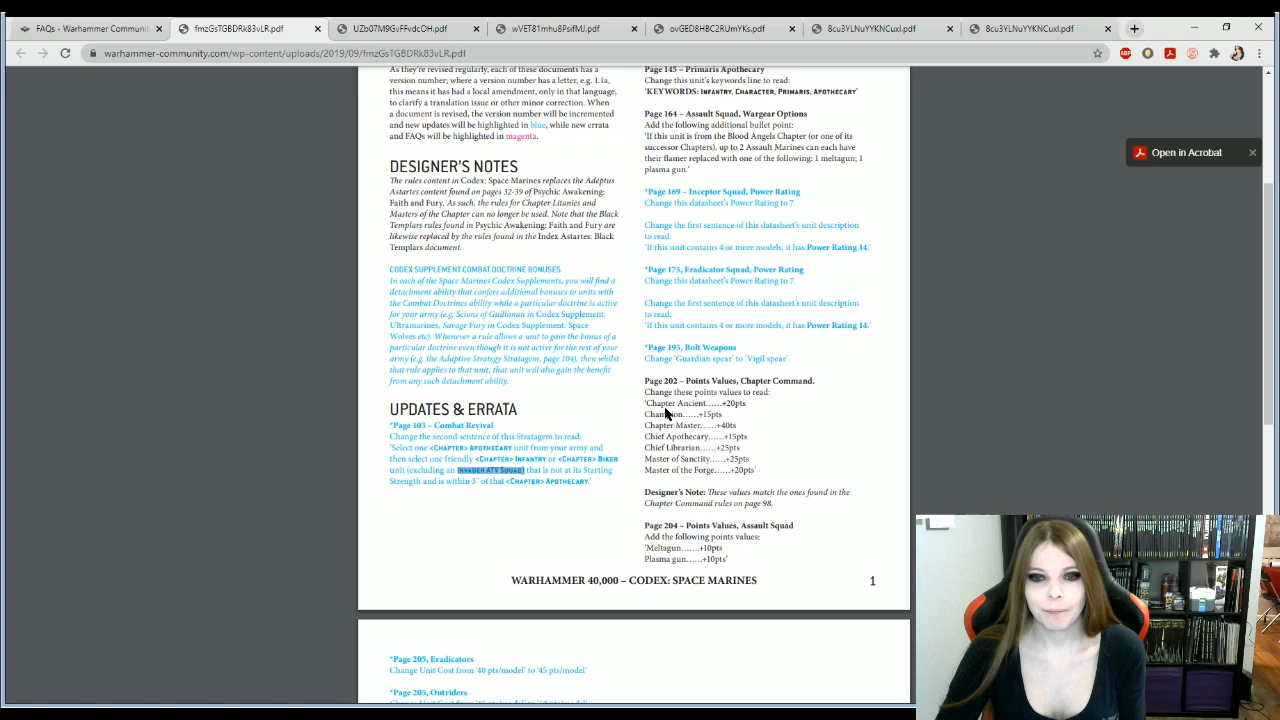 FAQs - Warhammer Communit
fmzGsTGBDRk83vLR.pdf
UZb07M9GvFFvdcOH.pdf
wVET81mhu8PsifMJ.pdf
ovGED8HBC2RUmYKs.pdf
8cu3YLNuYYKNCuxl.pdf
8cu3YLNuYYKNCuxl.pdf
warhammer-community.com/wp-content/uploads/2019/09/fmzGsTGBDRk83vLR.pdf
Open in Acrobat
As they're revised regularly, each of these documents has a
version number; where a version number has a letter, e.g. 1.1a,
this means it has had a local amendment, only in that language,
to clarify a translation issue or other minor correction. When
a document is revised, the version number will be incremented
and new updates will be highlighted in blue, while new errata
and FAQs will be highlighted in magenta.
DESIGNER'S NOTES
The rules content in Codex: Space Marines replaces the Adeptus
Astartes content found on pages 32-39 of Psychic Awakening:
Faith and Fury. As such, the rules for Chapter Litanies and
Masters of the Chapter can no longer be used. Note that the Black
Templars rules found in Psychic Awakening: Faith and Fury are
likewise replaced by the rules found in the Index Astartes: Black
Templars document.
CODEX SUPPLEMENT COMBAT DOCTRINE BONUSES
In each of the Space Marines Codex Supplements, you will find a
detachment ability that confers additional bonuses to units with
the Combat Doctrines ability while a particular doctrine is active
for your army (e.g. Scions of Guilliman in Codex Supplement:
Ultramarines, Savage Fury in Codex Supplement: Space
Wolves etc). Whenever a rule allows a unit to gain the bonus of a
particular doctrine even though it is not active for the rest of your
army (e.g. the Adaptive Strategy Stratagem, page 104), then whilst
that rule applies to that unit, that unit will also gain the benefit
from any such detachment ability.
UPDATES & ERRATA
*Page 103 – Combat Revival
Change the second sentence of this Stratagem to read:
'Select one <CHAPTER> APOTHECARY unit from your army and
then select one friendly <CHAPTER> INFANTRY or <CHAPTER> BIKER
unit (excluding an INVADER ATV SQUAD) that is not at its Starting
Strength and is within 3" of that <CHAPTER> APOTHECARY.'
Page 145 – Primaris Apothecary
Change this unit's keywords line to read:
'KEYWORDS: INFANTRY, CHARACTER, PRIMARIS, APOTHECARY'
Page 164 – Assault Squad, Wargear Options
Add the following additional bullet point:
'If this unit is from the Blood Angels Chapter (or one of its
successor Chapters), up to 2 Assault Marines can each have
their flamer replaced with one of the following: 1 meltagun; 1
plasma gun.'
*Page 169 – Inceptor Squad, Power Rating
Change this datasheet's Power Rating to 7.
Change the first sentence of this datasheet's unit description
to read:
'If this unit contains 4 or more models, it has Power Rating 14.'
*Page 175, Eradicator Squad, Power Rating
Change this datasheet's Power Rating to 7.
Change the first sentence of this datasheet's unit description
to read:
'If this unit contains 4 or more models, it has Power Rating 14.'
*Page 195, Bolt Weapons
Change 'Guardian spear' to 'Vigil spear'
Page 202 – Points Values, Chapter Command.
Change these points values to read:
'Chapter Ancient……+20pts
Champion……+15pts
Chapter Master……+40ts
Chief Apothecary……+15pts
Chief Librarian……+25pts
Master of Sanctity……+25pts
Master of the Forge……+20pts'
Designer's Note: These values match the ones found in the
Chapter Command rules on page 98.
Page 204 – Points Values, Assault Squad
Add the following points values:
'Meltagun…….+10pts
Plasma gun……+10pts'
WARHAMMER 40,000 – CODEX: SPACE MARINES 1
*Page 205, Eradicators
Change Unit Cost from '40 pts/model' to '45 pts/model'
*Page 205, Outriders